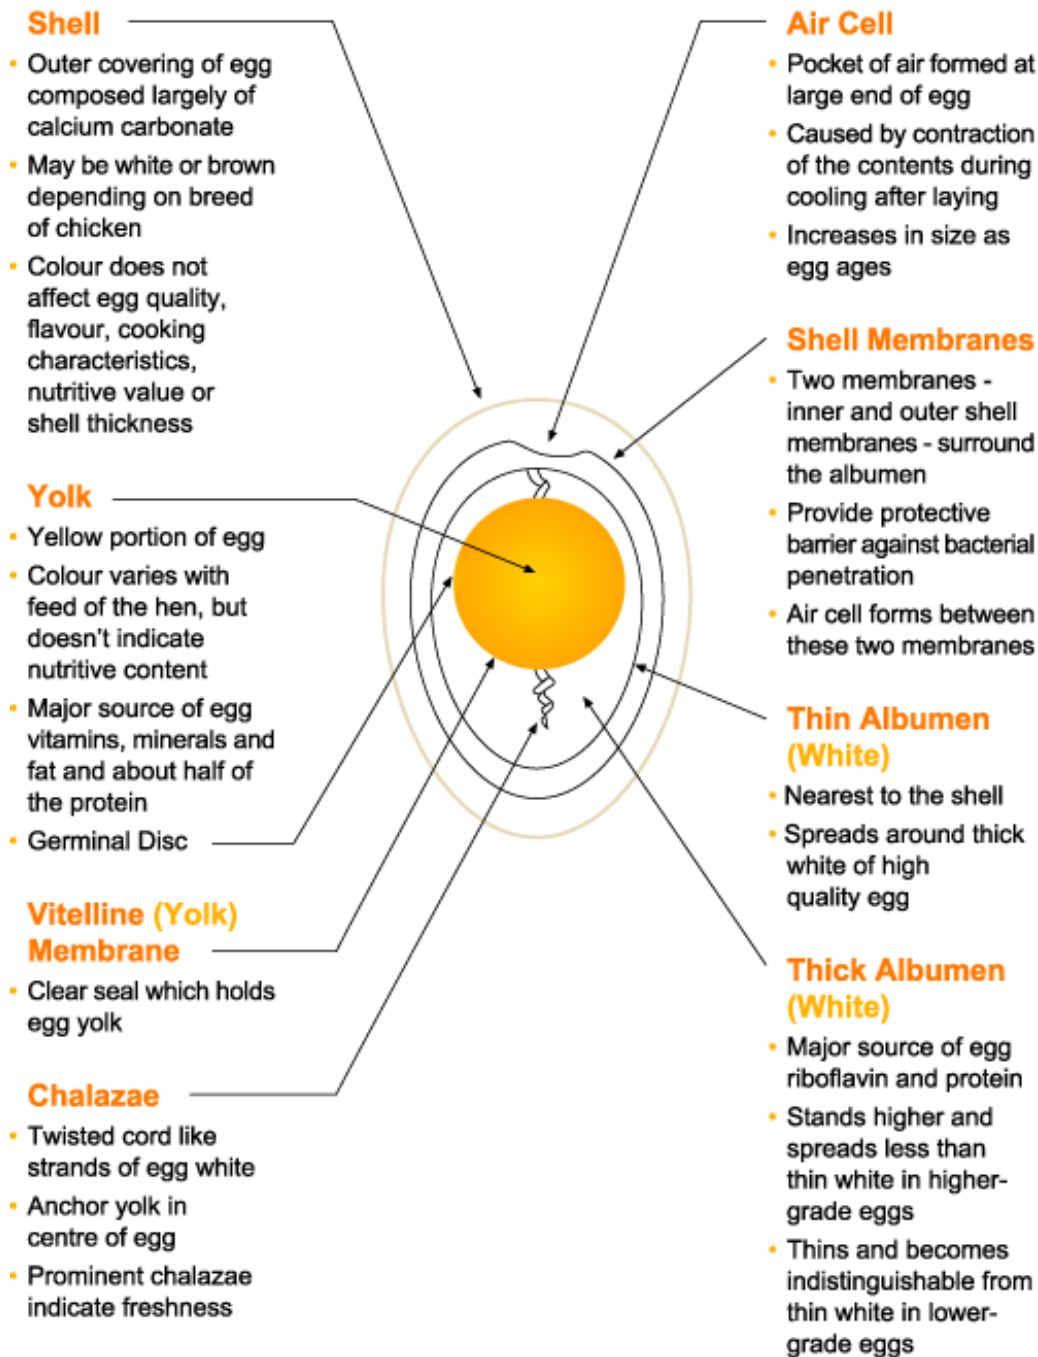 Shell
• Outer covering of egg
composed largely of
calcium carbonate
• May be white or brown
depending on breed
of chicken
• Colour does not
affect egg quality,
flavour, cooking
characteristics,
nutritive value or
shell thickness
Yolk
• Yellow portion of egg
• Colour varies with
feed of the hen, but
doesn't indicate
nutritive content
• Major source of egg
vitamins, minerals and
fat and about half of
the protein
• Germinal Disc
Vitelline (Yolk)
Membrane
• Clear seal which holds
egg yolk
Chalazae
• Twisted cord like
strands of egg white
• Anchor yolk in
centre of egg
• Prominent chalazae
indicate freshness
Air Cell
• Pocket of air formed at
large end of egg
• Caused by contraction
of the contents during
cooling after laying
• Increases in size as
egg ages
Shell Membranes
• Two membranes -
inner and outer shell
membranes - surround
the albumen
• Provide protective
barrier against bacterial
penetration
• Air cell forms between
these two membranes
Thin Albumen
(White)
• Nearest to the shell
• Spreads around thick
white of high
quality egg
Thick Albumen
(White)
• Major source of egg
riboflavin and protein
• Stands higher and
spreads less than
thin white in higher-
grade eggs
• Thins and becomes
indistinguishable from
thin white in lower-
grade eggs